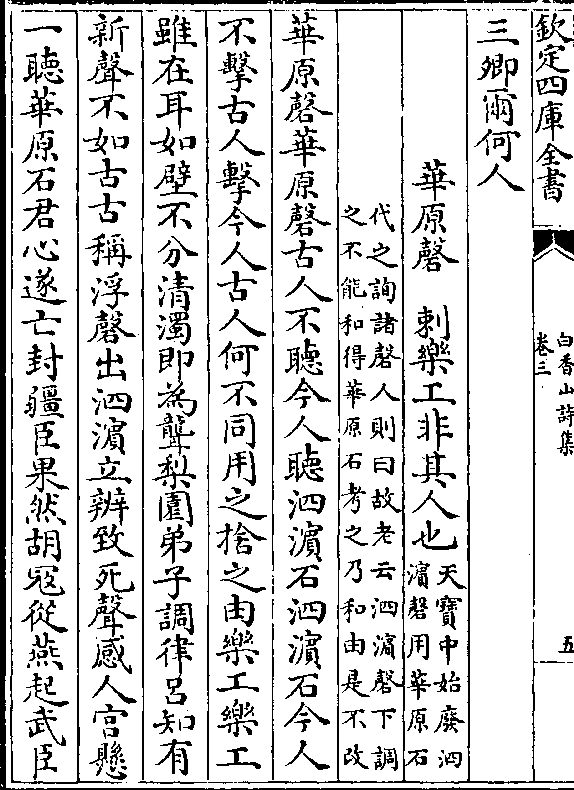 欽定四庫全書
白香山詩集
卷三
五
三卿爾何人
華原磬　刺樂工非其人也
天寶中始廢泗
濵磬用華原石
代之詢諸磬人則曰故老云泗濵磬下調
之不能和得華原石考之乃和由是不改
華原磬華原磬古人不聽今人聽泗濵石泗濵石今人
不擊古人擊今人古人何不同用之捨之由樂工樂工
雖在耳如壁不分清濁即為聾梨園弟子調律呂知有
新聲不如古古稱浮磬出泗濵立辨致死聲感人宫懸
一聽華原石君心遂亡封疆臣果然胡宼從燕起武臣